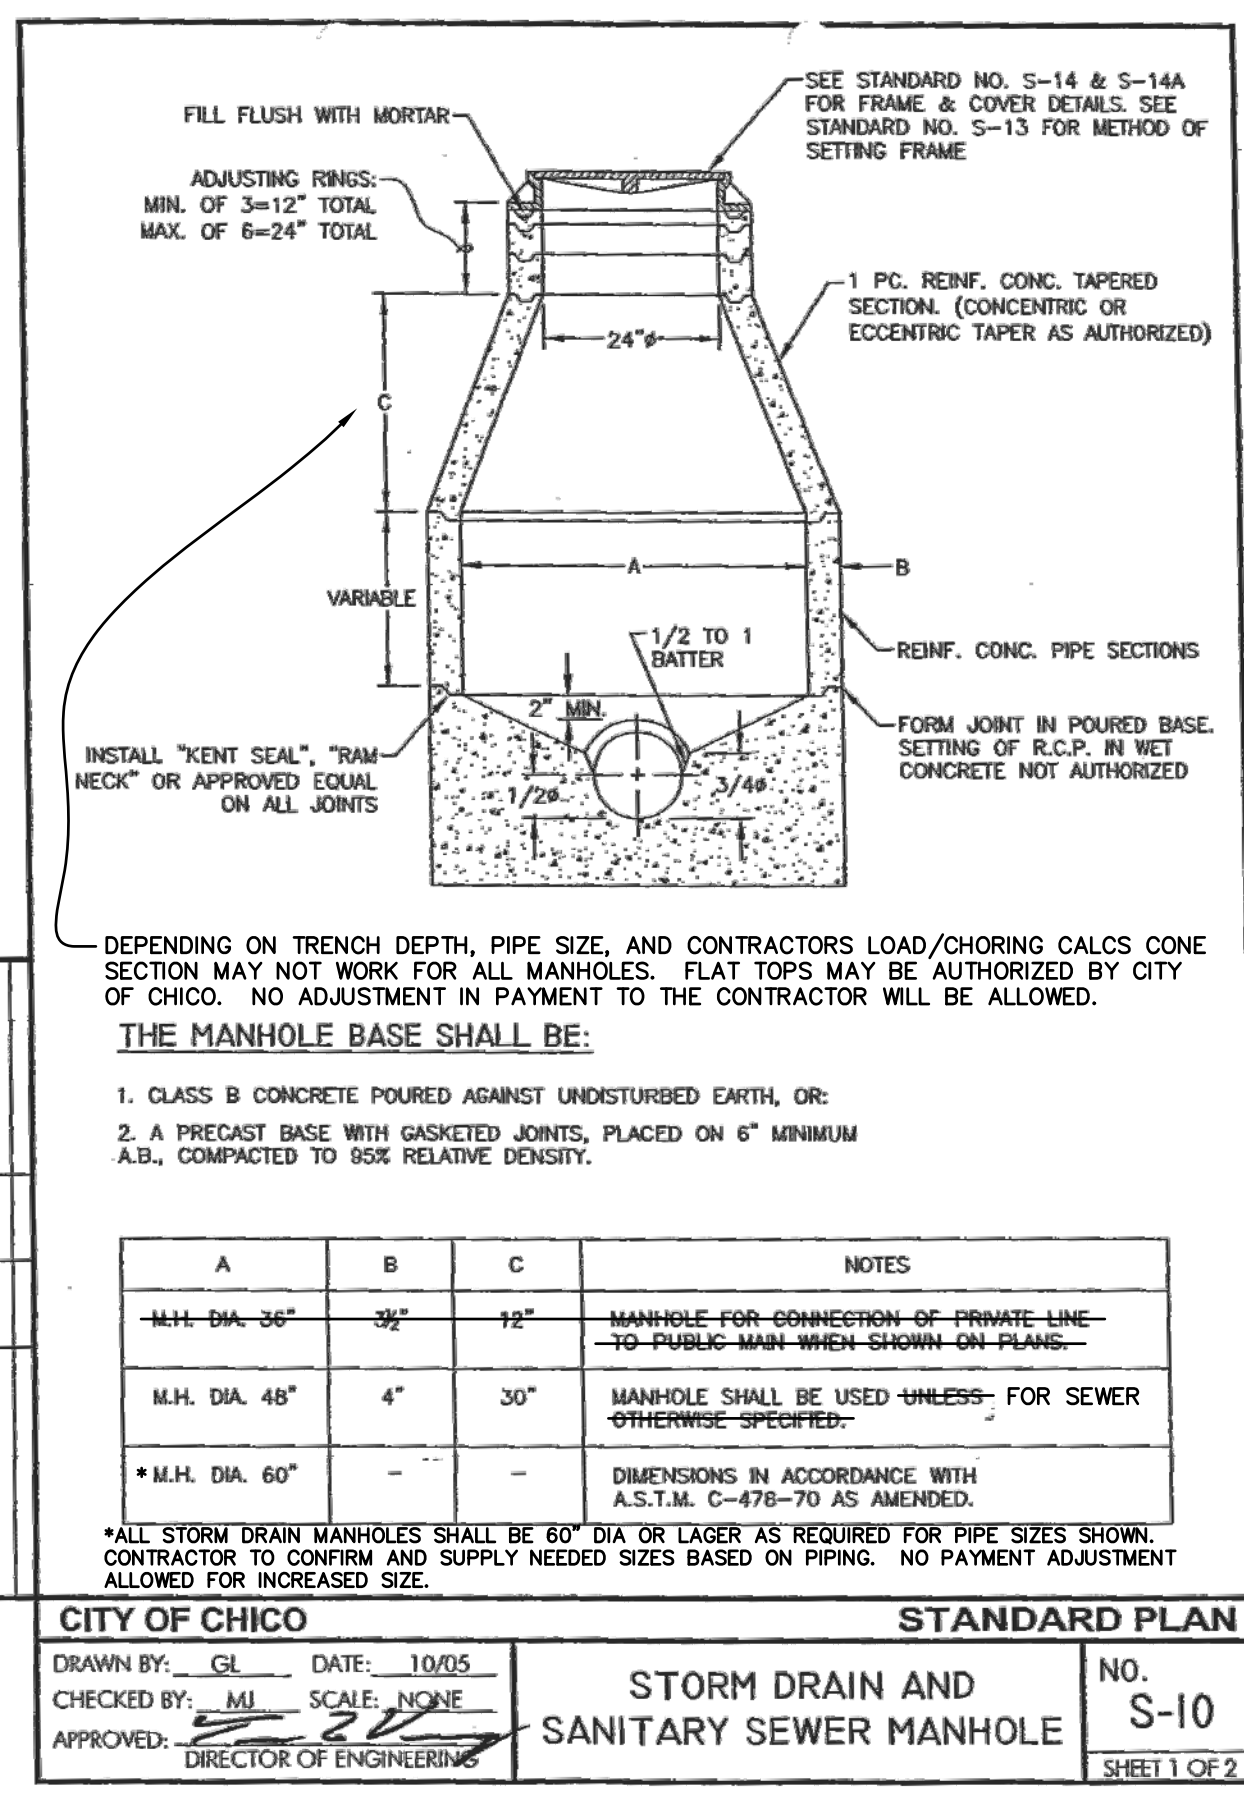 SEE STANDARD NO. S-14 & S-14A
FOR FRAME & COVER DETAILS. SEE
STANDARD NO. S-13 FOR METHOD OF
SETTING FRAME
FILL FLUSH WITH MORTAR
ADJUSTING RINGS:
MIN. OF 3=12" TOTAL
MAX. OF 6=24" TOTAL
1 PC. REINF. CONC. TAPERED
SECTION. (CONCENTRIC OR
ECCENTRIC TAPER AS AUTHORIZED)
24"ø
C
A
B
VARIABLE
1/2 TO 1
BATTER
REINF. CONC. PIPE SECTIONS
2" MIN.
FORM JOINT IN POURED BASE.
SETTING OF R.C.P. IN WET
CONCRETE NOT AUTHORIZED
INSTALL "KENT SEAL", "RAM
NECK" OR APPROVED EQUAL
ON ALL JOINTS
1/2ø
3/4ø
DEPENDING ON TRENCH DEPTH, PIPE SIZE, AND CONTRACTORS LOAD/CHORING CALCS CONE
SECTION MAY NOT WORK FOR ALL MANHOLES. FLAT TOPS MAY BE AUTHORIZED BY CITY
OF CHICO. NO ADJUSTMENT IN PAYMENT TO THE CONTRACTOR WILL BE ALLOWED.
THE MANHOLE BASE SHALL BE:
1. CLASS B CONCRETE POURED AGAINST UNDISTURBED EARTH, OR:
2. A PRECAST BASE WITH GASKETED JOINTS, PLACED ON 6" MINIMUM
A.B., COMPACTED TO 95% RELATIVE DENSITY.
A B C NOTES
M.H. DIA. 36" 3½" 12" MANHOLE FOR CONNECTION OF PRIVATE LINE
TO PUBLIC MAIN WHEN SHOWN ON PLANS.
M.H. DIA. 48" 4" 30" MANHOLE SHALL BE USED UNLESS FOR SEWER
OTHERWISE SPECIFIED.
*M.H. DIA. 60" - - DIMENSIONS IN ACCORDANCE WITH
A.S.T.M. C-478-70 AS AMENDED.
*ALL STORM DRAIN MANHOLES SHALL BE 60" DIA OR LAGER AS REQUIRED FOR PIPE SIZES SHOWN.
CONTRACTOR TO CONFIRM AND SUPPLY NEEDED SIZES BASED ON PIPING. NO PAYMENT ADJUSTMENT
ALLOWED FOR INCREASED SIZE.
CITY OF CHICO STANDARD PLAN
DRAWN BY: GL DATE: 10/05
CHECKED BY: MJ SCALE: NONE
APPROVED:
DIRECTOR OF ENGINEERING
STORM DRAIN AND
SANITARY SEWER MANHOLE
NO.
S-10
SHEET 1 OF 2